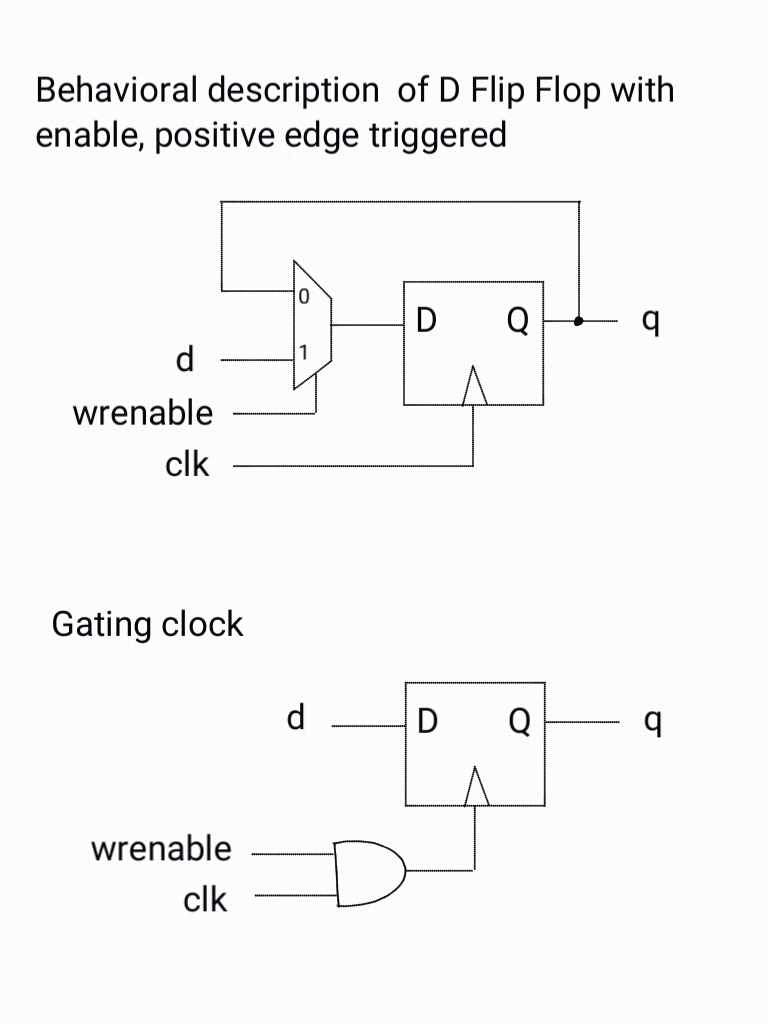 Behavioral description  of D Flip Flop with
enable, positive edge triggered
0
D Q q
d 1
wrenable
clk
Gating clock
d D Q q
wrenable
clk